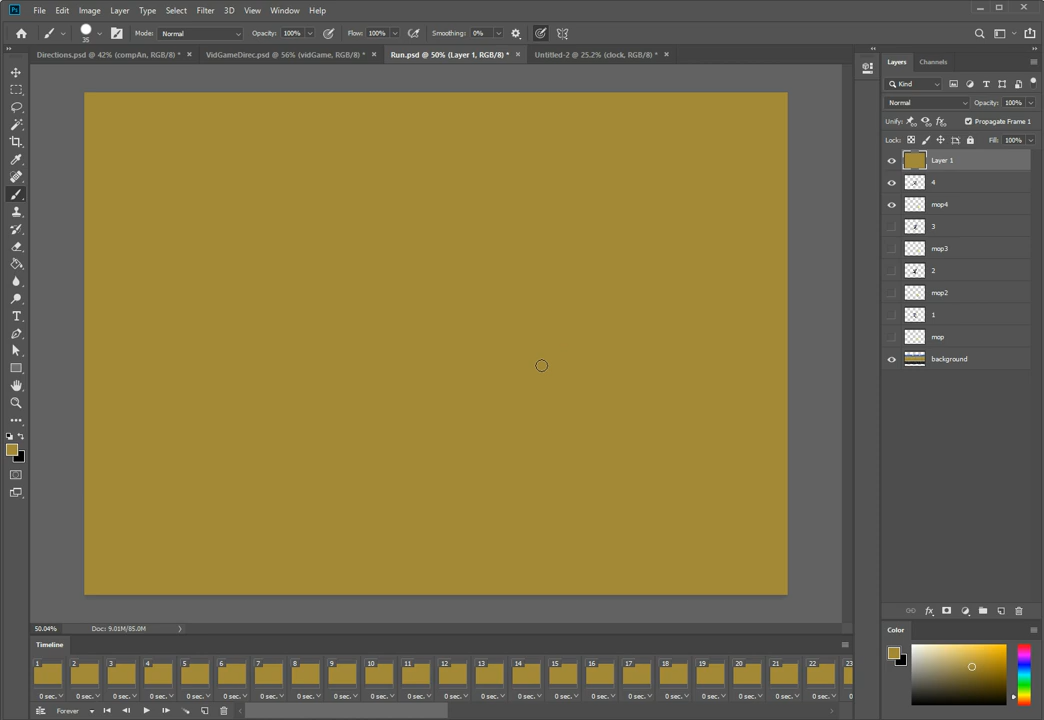 Ps File Edit Image Layer Type Select Filter 3D View Window Help
35 Mode: Normal Opacity: 100% Flow: 100% Smoothing: 0%
Directions.psd @ 42% (compAn, RGB/8) * × VidGameDirec.psd @ 56% (vidGame, RGB/8) * × Run.psd @ 50% (Layer 1, RGB/8) * × Untitled-2 @ 25.2% (clock, RGB/8) * ×
Layers Channels
Kind
Normal Opacity: 100%
Unify: Propagate Frame 1
Lock: Fill: 100%
Layer 1
4
mop4
3
mop3
2
mop2
1
mop
background
50.04% Doc: 9.01M/85.0M
Color
Timeline
1 2 3 4 5 6 7 8 9 10 11 12 13 14 15 16 17 18 19 20 21 22 23
0 sec. 0 sec. 0 sec. 0 sec. 0 sec. 0 sec. 0 sec. 0 sec. 0 sec. 0 sec. 0 sec. 0 sec. 0 sec. 0 sec. 0 sec. 0 sec. 0 sec. 0 sec. 0 sec. 0 sec. 0 sec. 0 sec. 0 sec.
Forever